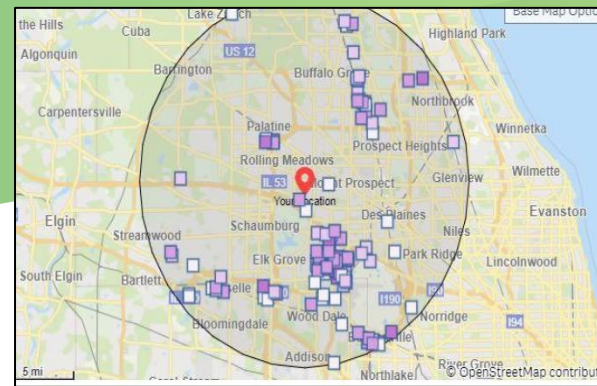 Lake Zurich
Base Map Optio
the Hills
Cuba
Highland Park
US 12
Algonquin
Barrington
Buffalo Grove
Northbrook
Carpentersville
Palatine
Winnetka
Prospect Heights
Rolling Meadows
Glenview
Wilmette
IL 53
Mount Prospect
Your Location
Evanston
Elgin
Des Plaines
Schaumburg
Niles
Streamwood
Elk Grove
Park Ridge
Lincolnwood
South Elgin
Bartlett
elle
I190
Norridge
Wood Dale
Bloomingdale
I94
ville
Addison
River Grove
5 mi
Northlake
© OpenStreetMap contribut